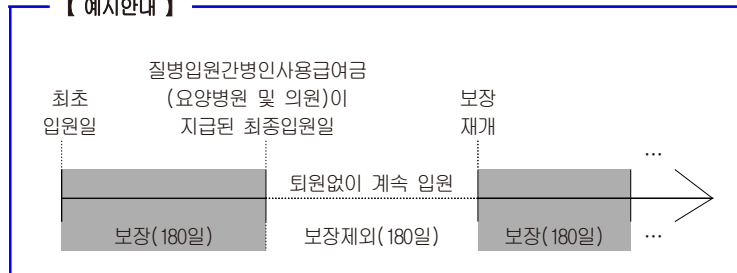 【 예시안내 】
질병입원간병인사용급여금
최초 (요양병원 및 의원)이 보장
입원일 지급된 최종입원일 재개
...
퇴원없이 계속 입원
보장(180일) 보장제외(180일) 보장(180일) ...